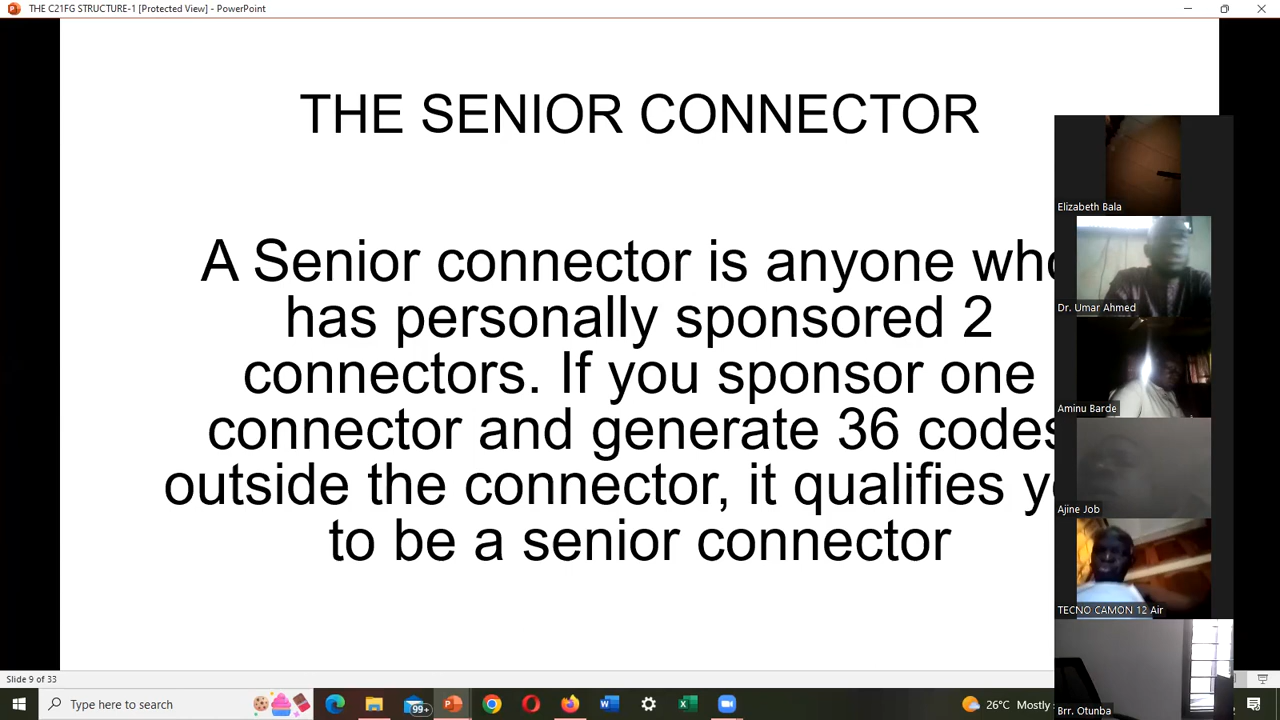 THE C21FG STRUCTURE-1 [Protected View] - PowerPoint
THE SENIOR CONNECTOR
A Senior connector is anyone who
has personally sponsored 2
connectors. If you sponsor one
connector and generate 36 codes
outside the connector, it qualifies
to be a senior connector
Elizabeth Bala
Dr. Umar Ahmed
Aminu Barde
Ajine Job
TECNO CAMON 12 Air
Brr. Otunba
Slide 9 of 33
Type here to search
99+
26°C Mostly